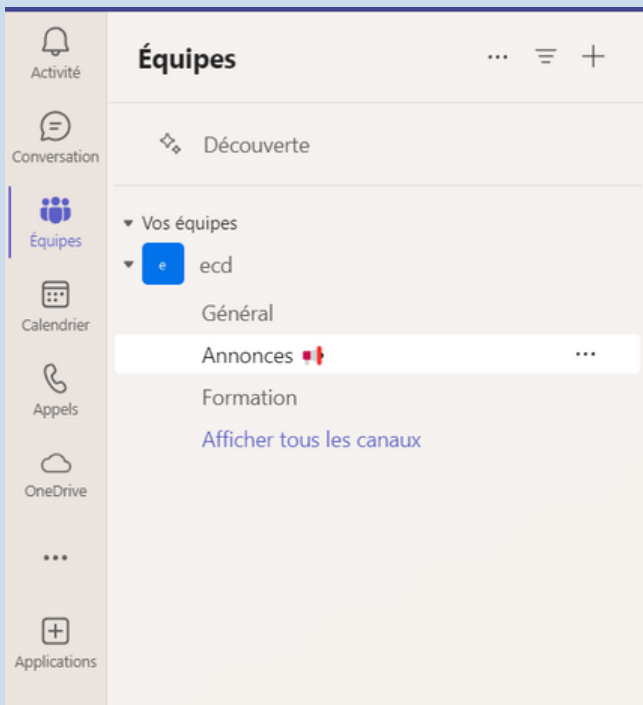 Activité
Conversation
Équipes
Calendrier
Appels
OneDrive
Applications
Équipes
Découverte
Vos équipes
e ecd
Général
Annonces
Formation
Afficher tous les canaux